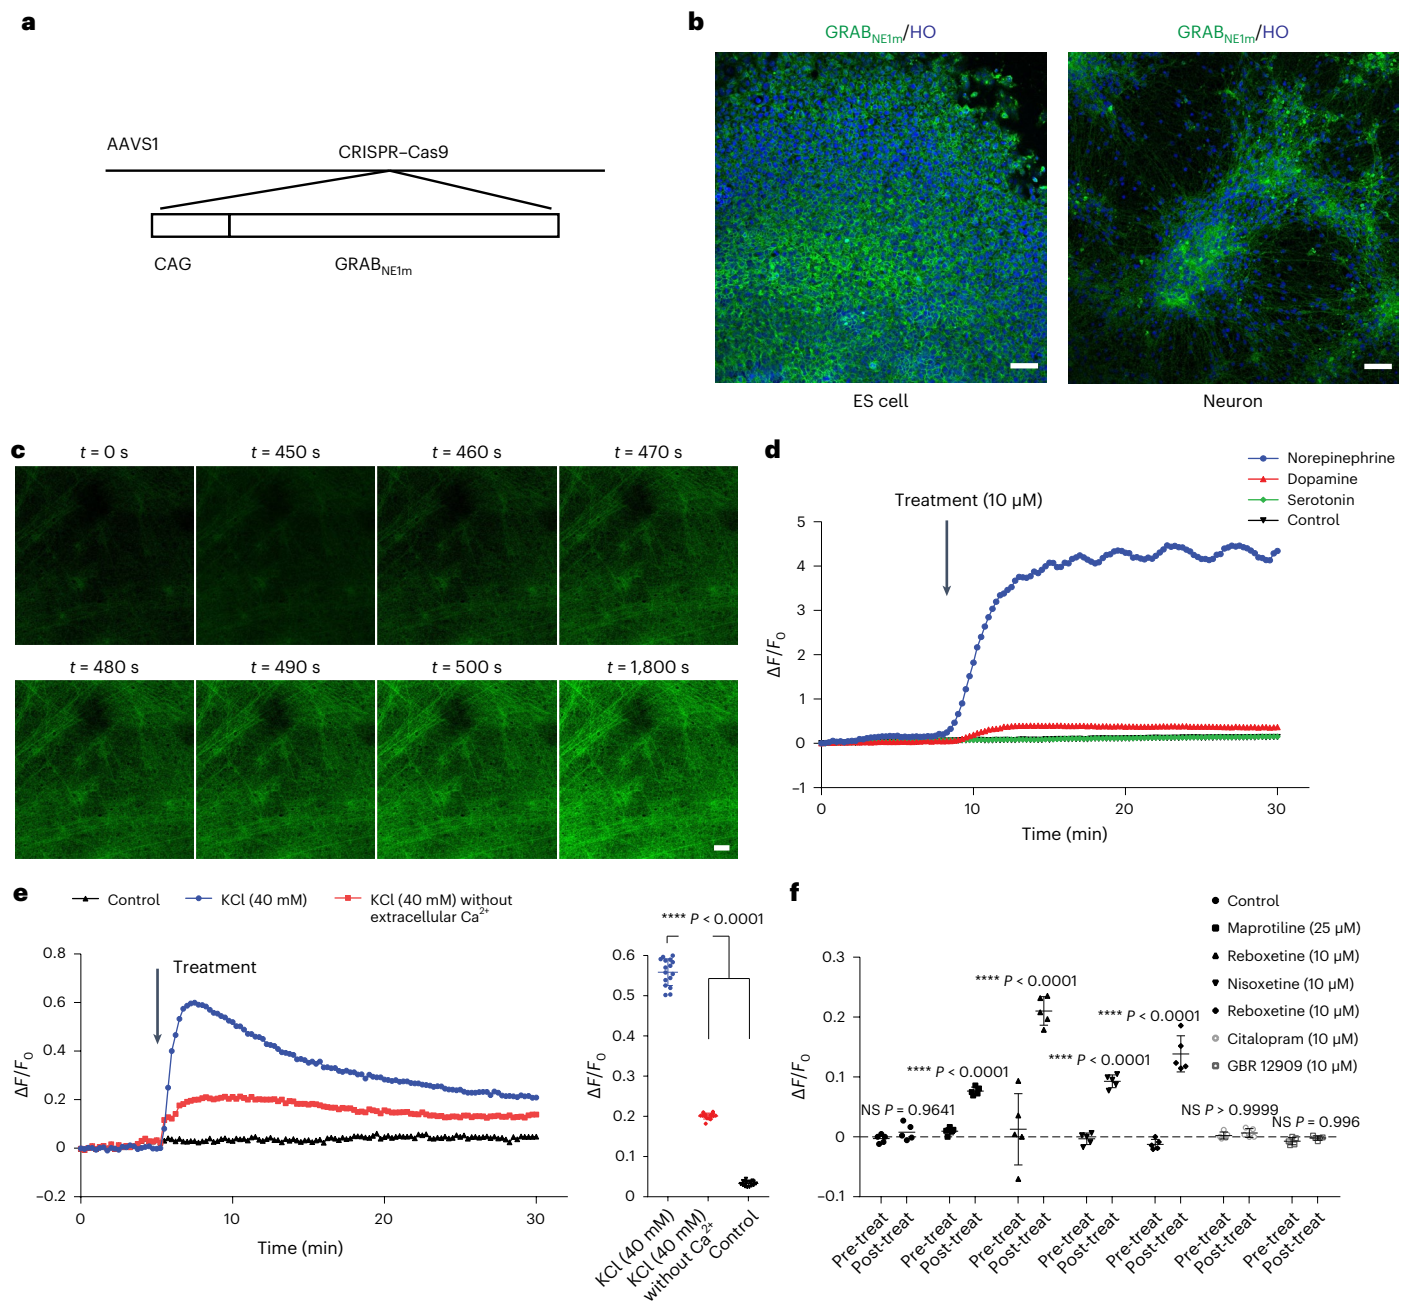 a
AAVS1
CRISPR–Cas9
CAG
GRABNE1m
b
GRABNE1m/HO
GRABNE1m/HO
ES cell
Neuron
c
t = 0 s
t = 450 s
t = 460 s
t = 470 s
t = 480 s
t = 490 s
t = 500 s
t = 1,800 s
d
Norepinephrine
Dopamine
Serotonin
Control
Treatment (10 µM)
5
4
3
2
1
0
–1
ΔF/F0
0
10
20
30
Time (min)
e
Control
KCl (40 mM)
KCl (40 mM) without
extracellular Ca2+
Treatment
0.8
0.6
0.4
0.2
0
–0.2
ΔF/F0
0
10
20
30
Time (min)
**** P < 0.0001
0.6
0.5
0.4
0.3
0.2
0.1
0
ΔF/F0
KCl (40 mM)
KCl (40 mM)
without Ca2+
Control
f
Control
Maprotiline (25 µM)
Reboxetine (10 µM)
Nisoxetine (10 µM)
Reboxetine (10 µM)
Citalopram (10 µM)
GBR 12909 (10 µM)
0.3
0.2
0.1
0
–0.1
ΔF/F0
NS P = 0.9641
**** P < 0.0001
**** P < 0.0001
**** P < 0.0001
**** P < 0.0001
NS P > 0.9999
NS P = 0.996
Pre-treat
Post-treat
Pre-treat
Post-treat
Pre-treat
Post-treat
Pre-treat
Post-treat
Pre-treat
Post-treat
Pre-treat
Post-treat
Pre-treat
Post-treat